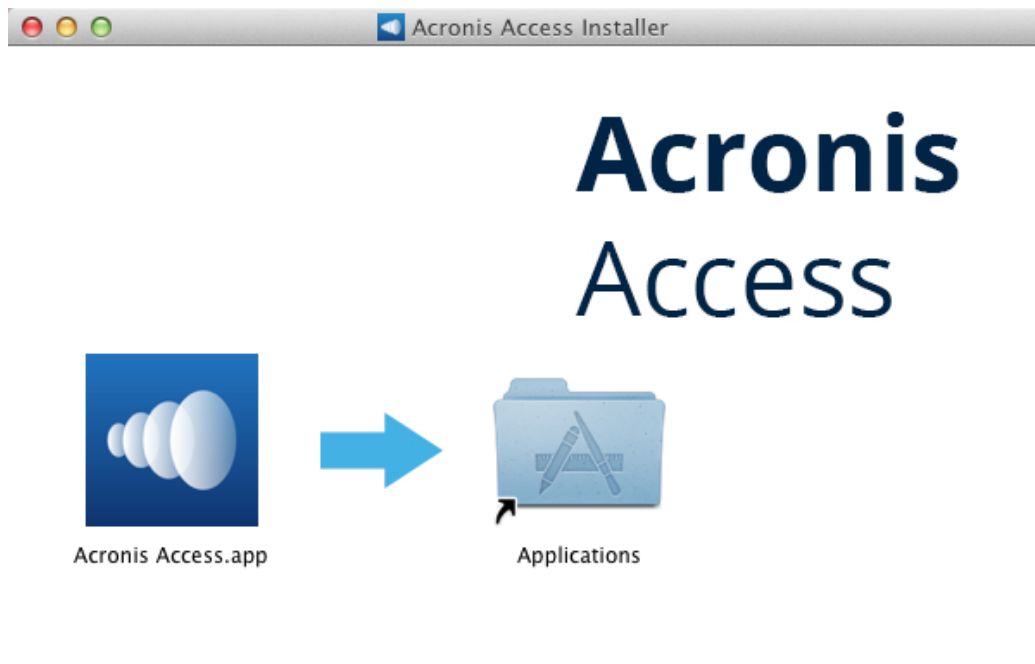 Acronis Access Installer
Acronis
Access
Acronis Access.app
Applications